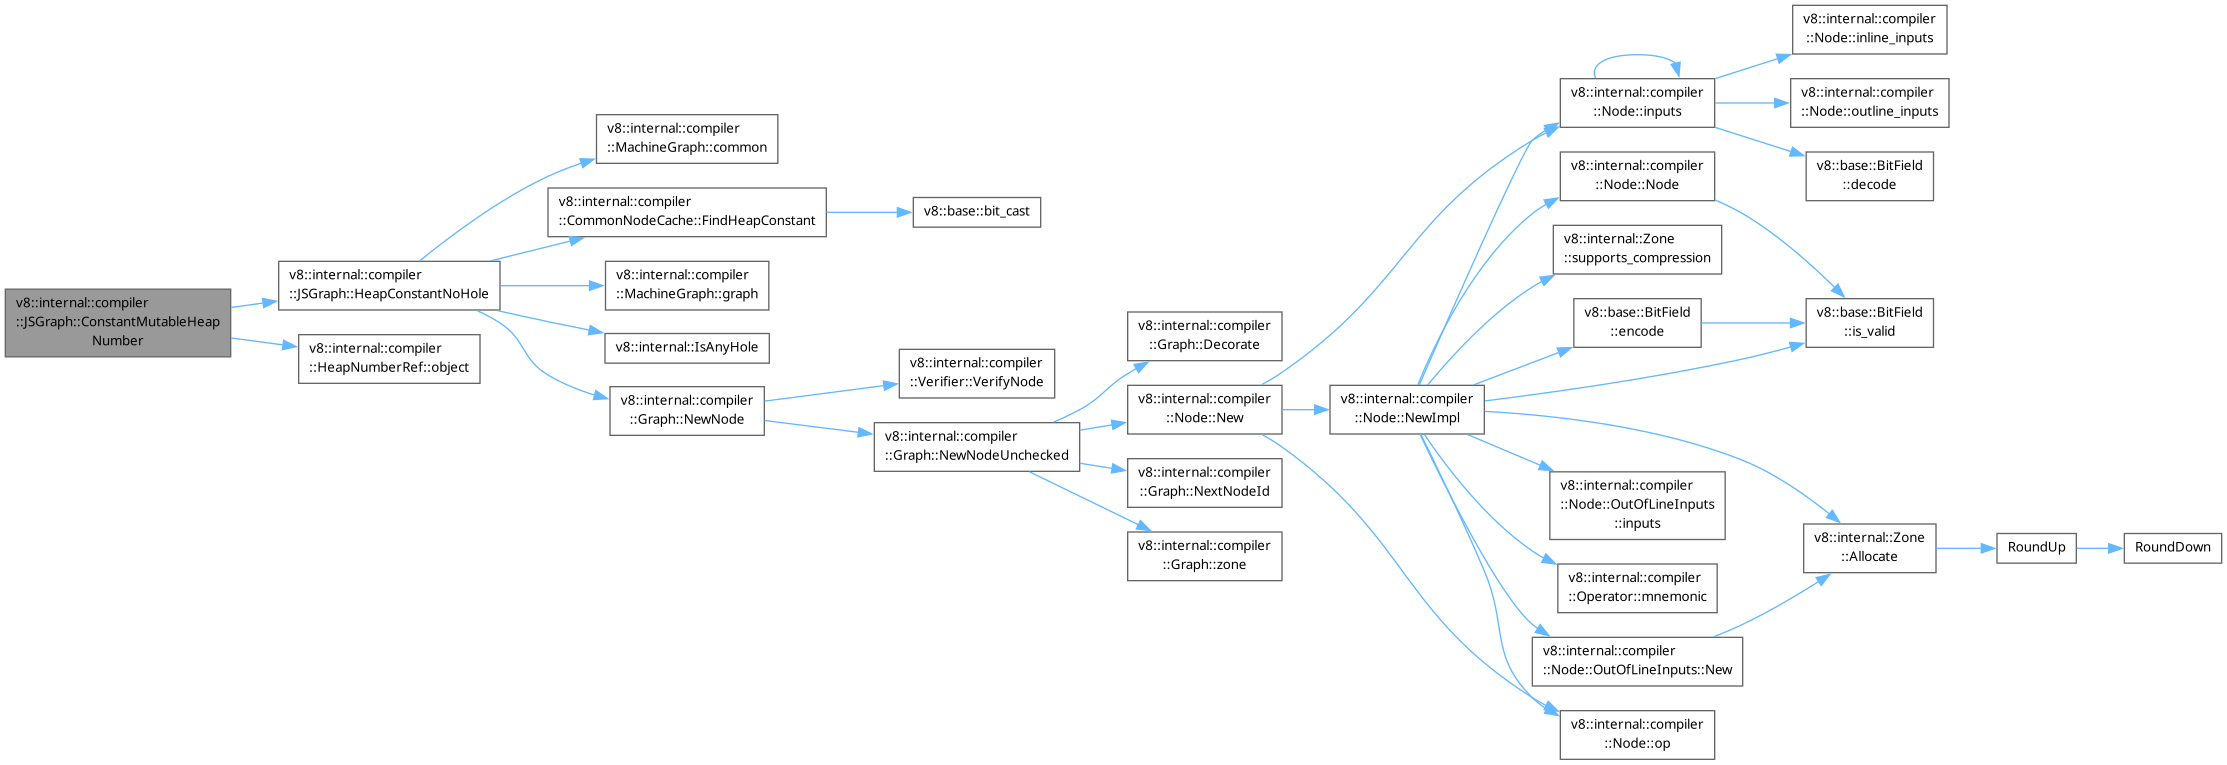 v8::internal::compiler
::JSGraph::ConstantMutableHeap
Number
v8::internal::compiler
::JSGraph::HeapConstantNoHole
v8::internal::compiler
::HeapNumberRef::object
v8::internal::compiler
::MachineGraph::common
v8::internal::compiler
::CommonNodeCache::FindHeapConstant
v8::internal::compiler
::MachineGraph::graph
v8::internal::IsAnyHole
v8::internal::compiler
::Graph::NewNode
v8::base::bit_cast
v8::internal::compiler
::Verifier::VerifyNode
v8::internal::compiler
::Graph::NewNodeUnchecked
v8::internal::compiler
::Graph::Decorate
v8::internal::compiler
::Node::New
v8::internal::compiler
::Graph::NextNodeId
v8::internal::compiler
::Graph::zone
v8::internal::compiler
::Node::NewImpl
v8::internal::compiler
::Node::inputs
v8::internal::compiler
::Node::Node
v8::internal::Zone
::supports_compression
v8::base::BitField
::encode
v8::internal::compiler
::Node::OutOfLineInputs
::inputs
v8::internal::compiler
::Operator::mnemonic
v8::internal::compiler
::Node::OutOfLineInputs::New
v8::internal::compiler
::Node::op
v8::internal::compiler
::Node::inline_inputs
v8::internal::compiler
::Node::outline_inputs
v8::base::BitField
::decode
v8::base::BitField
::is_valid
v8::internal::Zone
::Allocate
RoundUp
RoundDown